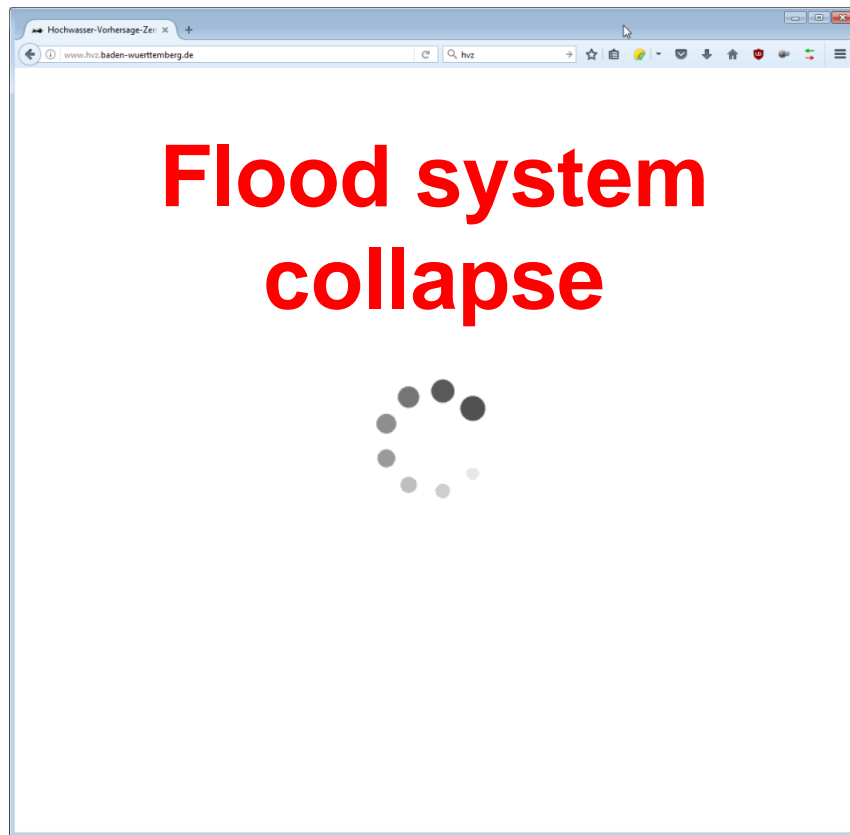 Hochwasser-Vorhersage-Zen
www.hvz.baden-wuerttemberg.de
hvz
Flood system
collapse